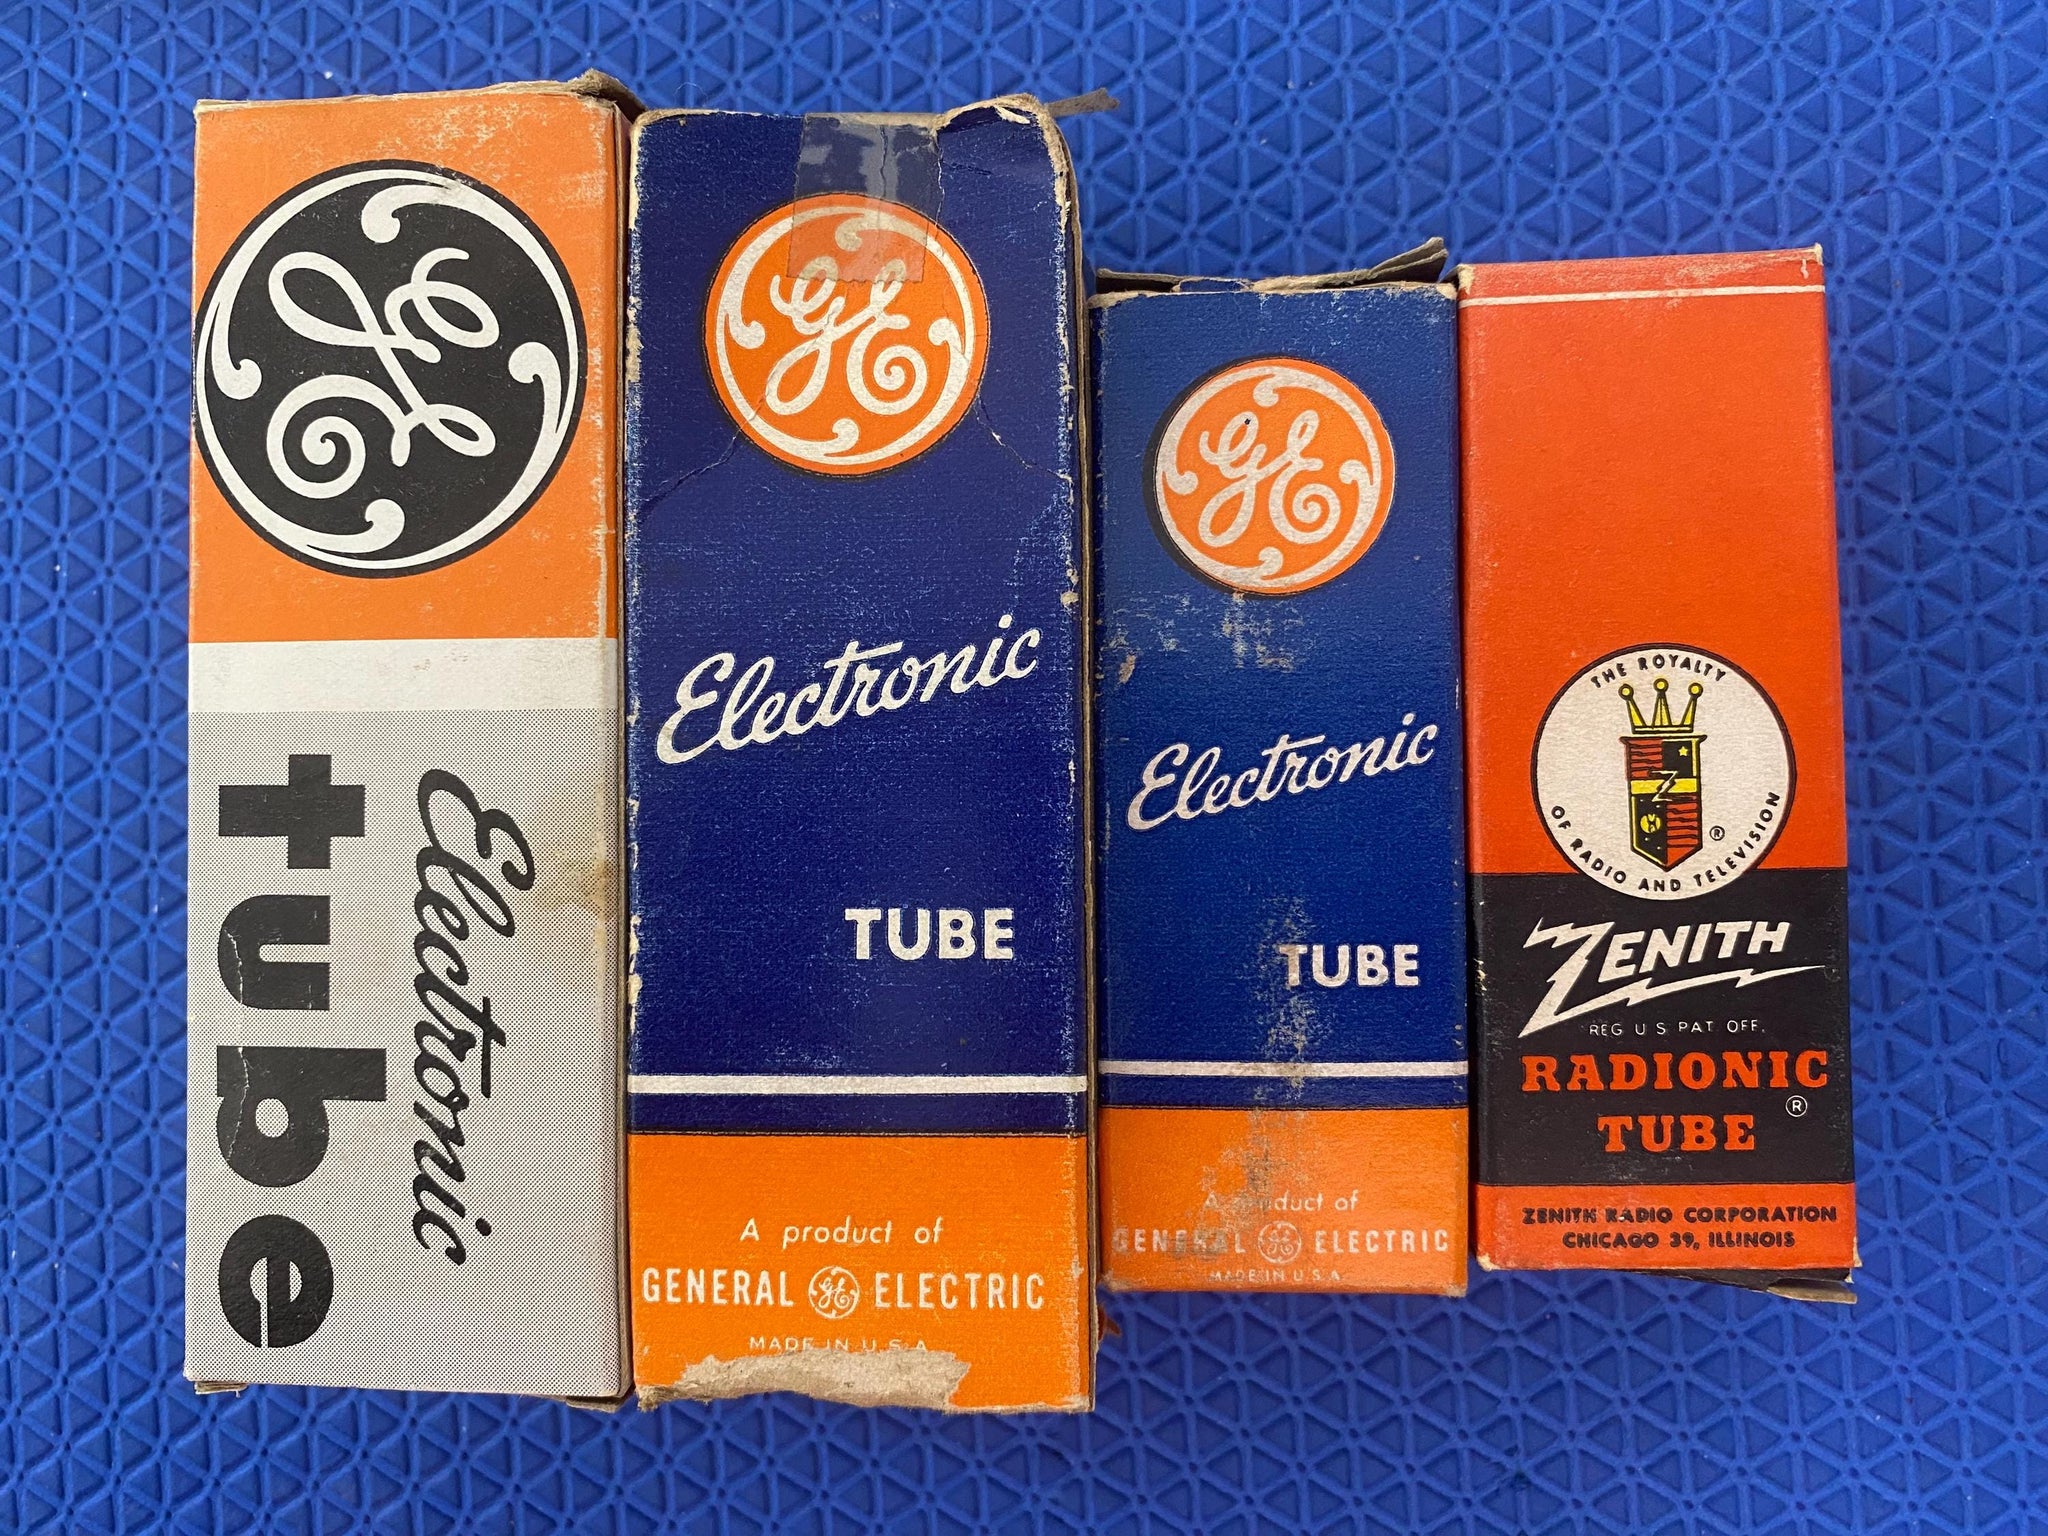 GE
Electronic
tube
GE
Electronic
TUBE
A product of
GENERAL GE ELECTRIC
MADE IN U.S.A.
GE
Electronic
TUBE
A product of
GENERAL GE ELECTRIC
MADE IN U.S.A.
THE ROYALTY
OF RADIO AND TELEVISION
®
ZENITH
REG U S PAT OFF.
RADIONIC
TUBE ®
ZENITH RADIO CORPORATION
CHICAGO 39, ILLINOIS